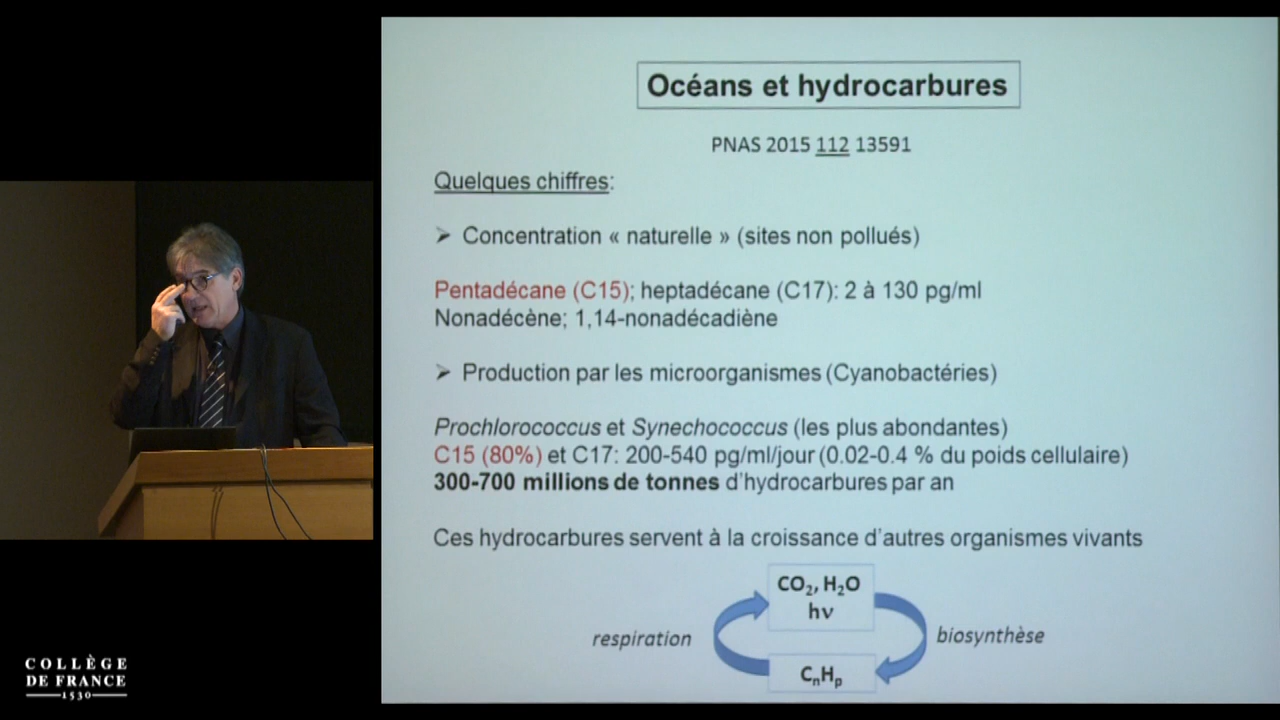 Océans et hydrocarbures
PNAS 2015 112 13591
Quelques chiffres:
➢ Concentration « naturelle » (sites non pollués)
Pentadécane (C15); heptadécane (C17): 2 à 130 pg/ml
Nonadécène; 1,14-nonadécadiène
➢ Production par les microorganismes (Cyanobactéries)
Prochlorococcus et Synechococcus (les plus abondantes)
C15 (80%) et C17: 200-540 pg/ml/jour (0.02-0.4 % du poids cellulaire)
300-700 millions de tonnes d'hydrocarbures par an
Ces hydrocarbures servent à la croissance d'autres organismes vivants
CO₂, H₂O
hν
respiration
biosynthèse
CₙHₚ
COLLÈGE
DE FRANCE
1530